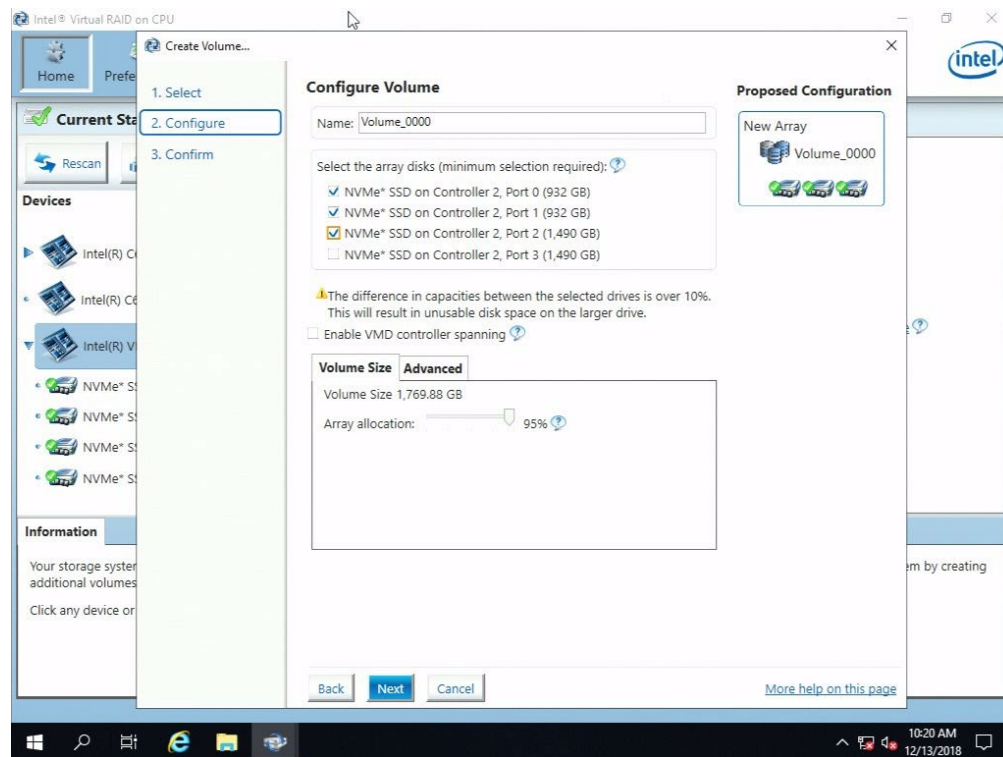 Intel® Virtual RAID on CPU
Home
Prefe
intel
Create Volume...
1. Select
2. Configure
3. Confirm
Configure Volume
Name: Volume_0000
Select the array disks (minimum selection required):
NVMe* SSD on Controller 2, Port 0 (932 GB)
NVMe* SSD on Controller 2, Port 1 (932 GB)
NVMe* SSD on Controller 2, Port 2 (1,490 GB)
NVMe* SSD on Controller 2, Port 3 (1,490 GB)
The difference in capacities between the selected drives is over 10%.
This will result in unusable disk space on the larger drive.
Enable VMD controller spanning
Volume Size Advanced
Volume Size 1,769.88 GB
Array allocation: 95%
Back Next Cancel
More help on this page
Proposed Configuration
New Array
Volume_0000
Current Sta
Rescan
Devices
Intel(R) C
Intel(R) C6
Intel(R) V
NVMe* S
NVMe* S
NVMe* S
NVMe* S
Information
Your storage system by creating
additional volumes
Click any device or
10:20 AM
12/13/2018